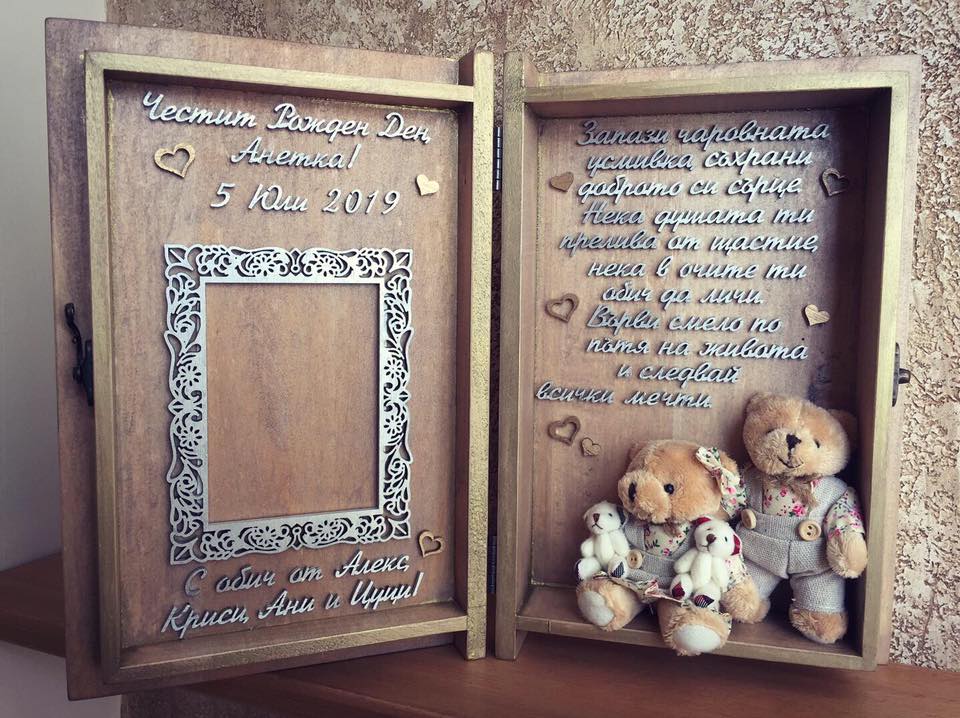 Честит Рожден Ден,
Анетка!
5 Юли 2019
С обич от Алекс,
Криси, Ани и Цуци!
Запази чаровната
усмивка, съхрани
доброто си сърце.
Нека душата ти
прелива от щастие,
нека в очите ти
обич да личи.
Върви смело по
пътя на живота
и следвай
всички мечти.